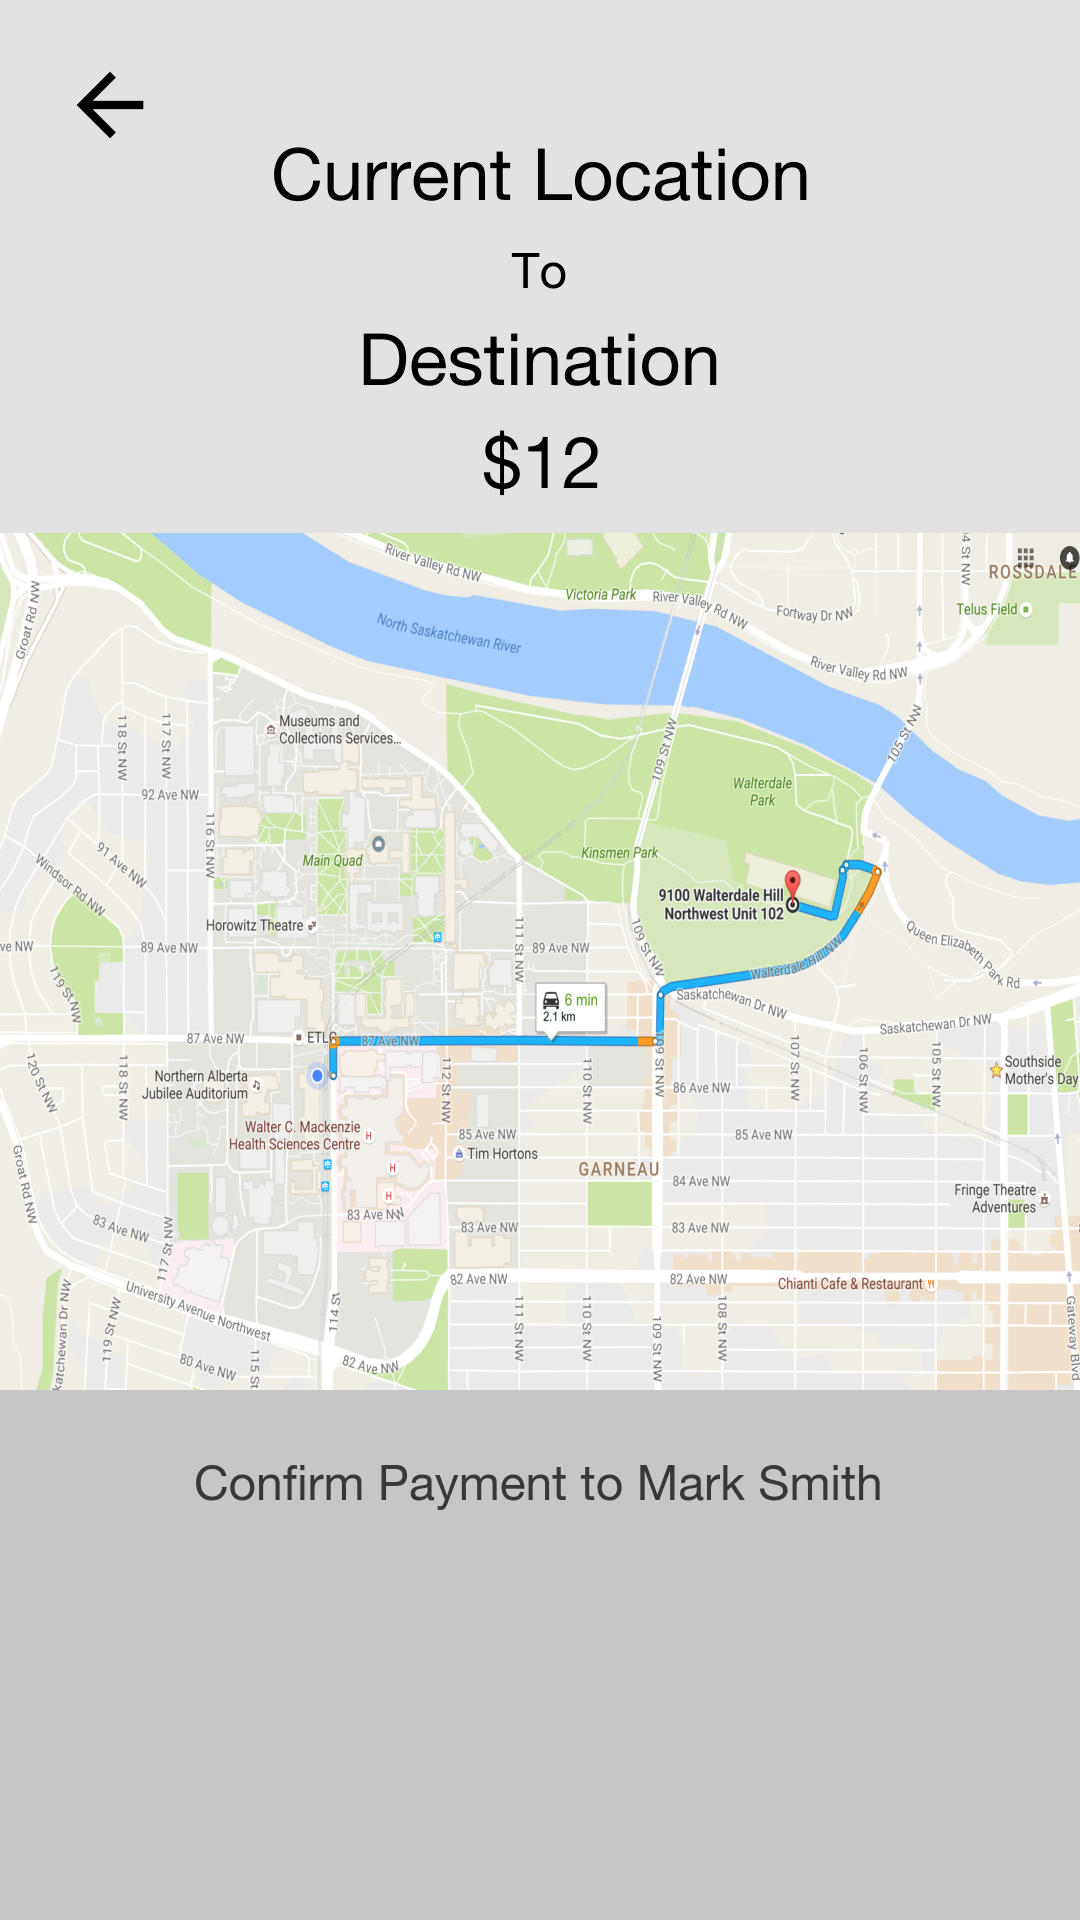 Current Location
To
Destination
$12
River Valley Rd NW
4 St NW
ROSSDALE
Groat Rd NW
Victoria Park
River Valley Rd NW
Fortway Dr NW
Telus Field
North Saskatchewan River
River Valley Rd NW
118 St NW
117 St NW
Museums and
Collections Services...
109 St NW
105 St NW
92 Ave NW
Walterdale
Park
116 St NW
91 Ave NW
Main Quad
Kinsmen Park
Windsor Rd NW
9100 Walterdale Hill
Northwest Unit 102
Horowitz Theatre
ve NW
89 Ave NW
111 St NW
89 Ave NW
109 St NW
Queen Elizabeth Park Rd
119 St NW
Walterdale Hill NW
6 min
2.1 km
Saskatchewan Dr NW
Saskatchewan Dr NW
87 Ave NW
ETLC
87 Ave NW
109 St NW
107 St NW
106 St NW
105 St NW
120 St NW
118 St NW
Northern Alberta
Jubilee Auditorium
112 St NW
110 St NW
86 Ave NW
Southside
Mother's Day
Walter C. Mackenzie
Health Sciences Centre
H
85 Ave NW
85 Ave NW
Tim Hortons
GARNEAU
H
84 Ave NW
H
Groat Rd NW
Fringe Theatre
Adventures
83 Ave NW
83 Ave NW
83 Ave NW
83 Ave NW
117 St NW
82 Ave NW
82 Ave NW
Chianti Cafe & Restaurant
University Avenue Northwest
katchewan Dr NW
119 St NW
114 St
111 St NW
110 St NW
109 St NW
108 St NW
Gateway Blvd
80 Ave NW
115 St
82 Ave NW
Confirm Payment to Mark Smith